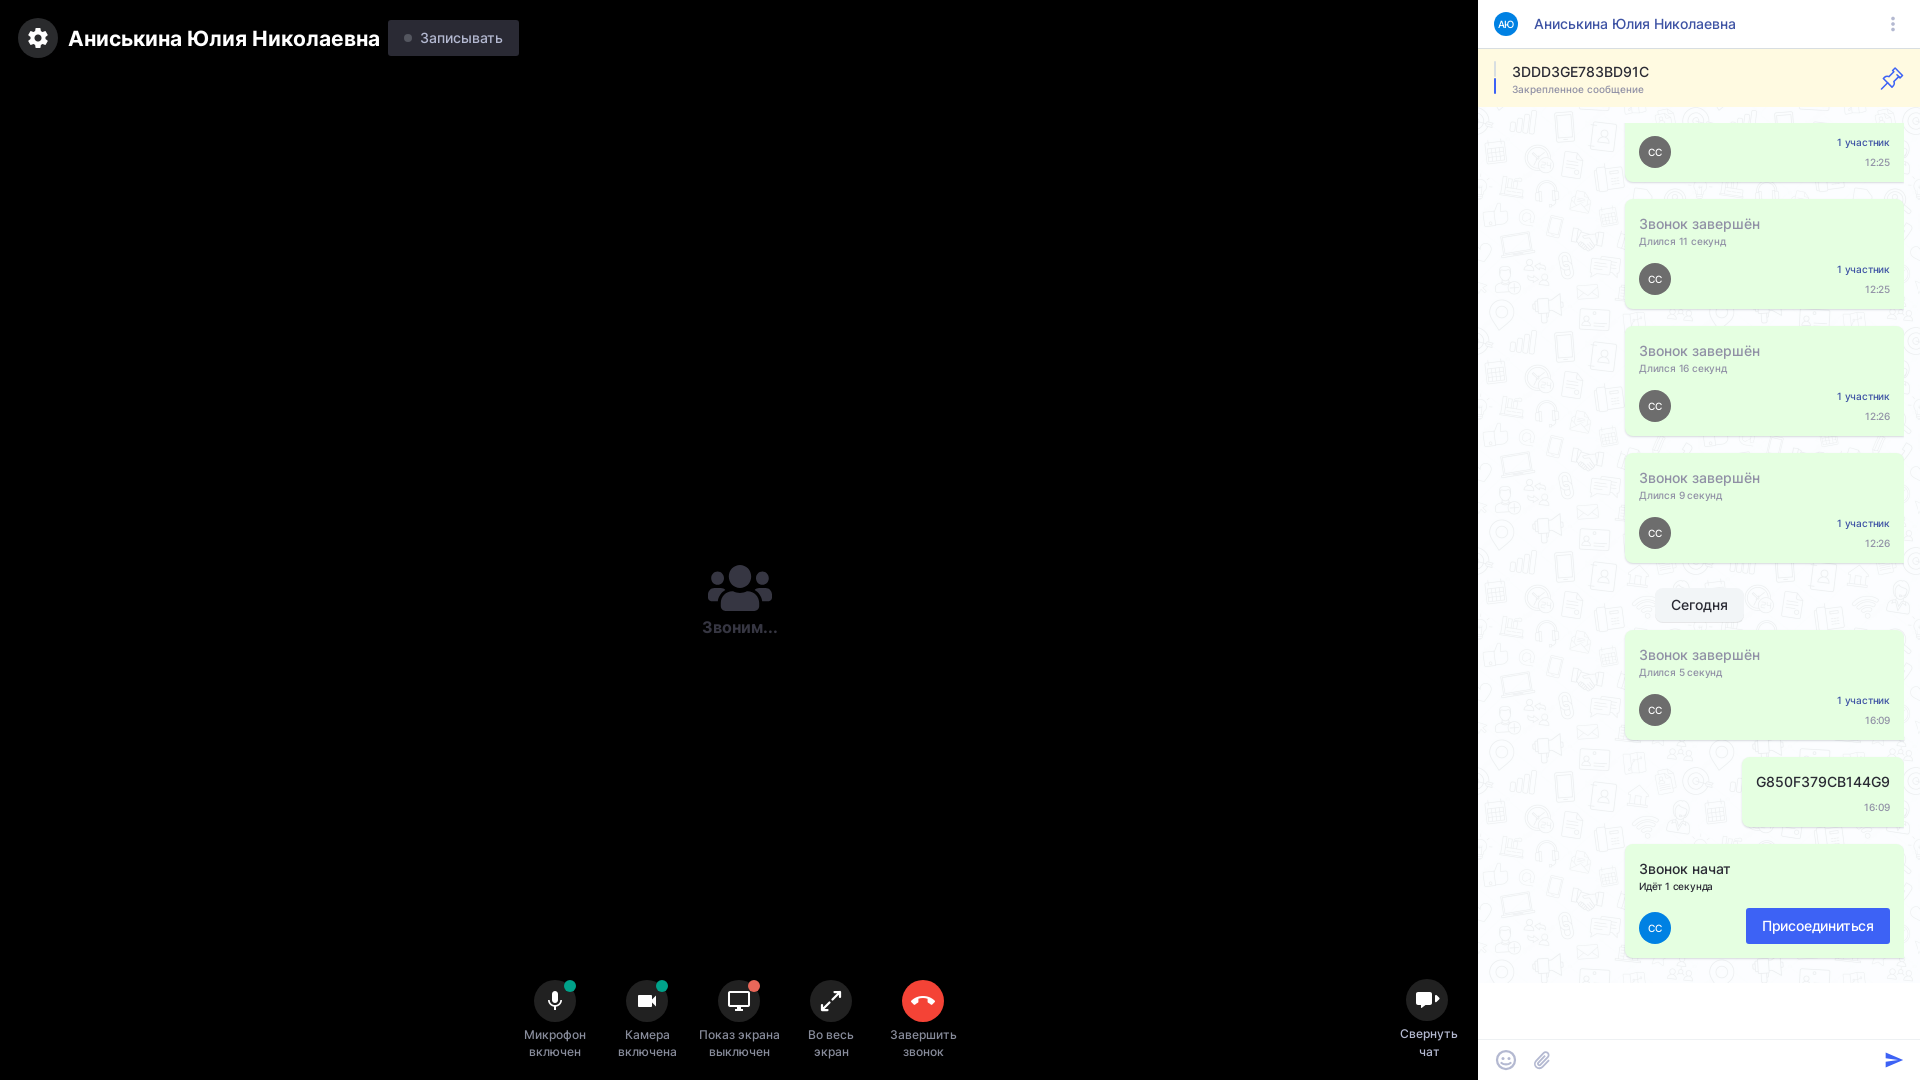 Аниськина Юлия Николаевна
Записывать
Звоним...
Микрофон
включен
Камера
включена
Показ экрана
выключен
Во весь
экран
Завершить
звонок
Свернуть
чат
АЮ
Аниськина Юлия Николаевна
3DDD3GE783BD91C
Закрепленное сообщение
СС
1 участник
12:25
Звонок завершён
Длился 11 секунд
СС
1 участник
12:25
Звонок завершён
Длился 16 секунд
СС
1 участник
12:26
Звонок завершён
Длился 9 секунд
СС
1 участник
12:26
Сегодня
Звонок завершён
Длился 5 секунд
СС
1 участник
16:09
G850F379CB144G9
16:09
Звонок начат
Идёт 1 секунда
СС
Присоединиться